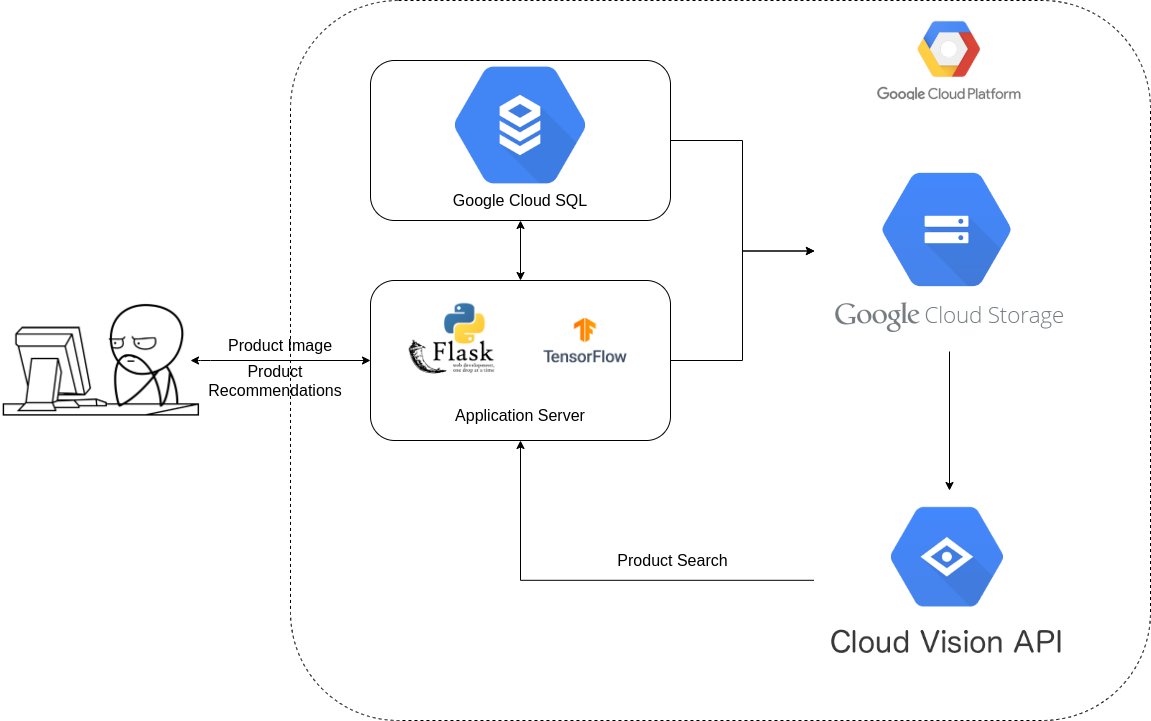 Google Cloud Platform
Google Cloud SQL
Google Cloud Storage
Product Image
Product
Recommendations
Flask
web development,
one drop at a time
TensorFlow
Application Server
Product Search
Cloud Vision API